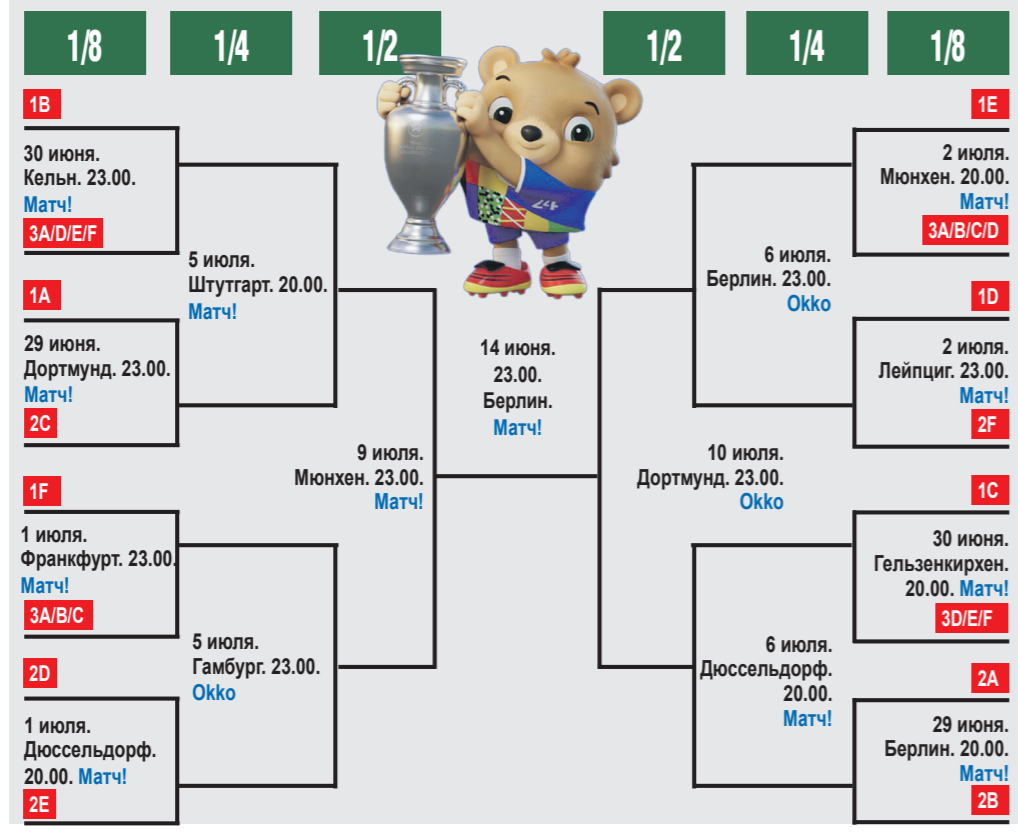 1/8
1/4
1/2
1/2
1/4
1/8
1B
30 июня.
Кельн. 23.00.
Матч!
3A/D/E/F
1A
29 июня.
Дортмунд. 23.00.
Матч!
2C
1F
1 июля.
Франкфурт. 23.00.
Матч!
3A/B/C
2D
1 июля.
Дюссельдорф.
20.00. Матч!
2E
5 июля.
Штутгарт. 20.00.
Матч!
5 июля.
Гамбург. 23.00.
Okko
9 июля.
Мюнхен. 23.00.
Матч!
14 июня.
23.00.
Берлин.
Матч!
10 июля.
Дортмунд. 23.00.
Okko
6 июля.
Берлин. 23.00.
Okko
6 июля.
Дюссельдорф.
20.00.
Матч!
1E
2 июля.
Мюнхен. 20.00.
Матч!
3A/B/C/D
1D
2 июля.
Лейпциг. 23.00.
Матч!
2F
1C
30 июня.
Гельзенкирхен.
20.00. Матч!
3D/E/F
2A
29 июня.
Берлин. 20.00.
Матч!
2B